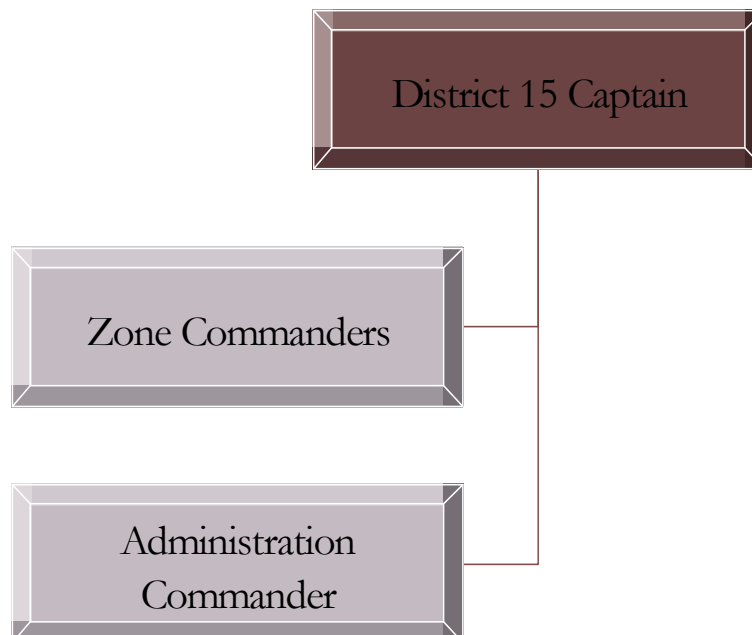 District 15 Captain
Zone Commanders
Administration
Commander